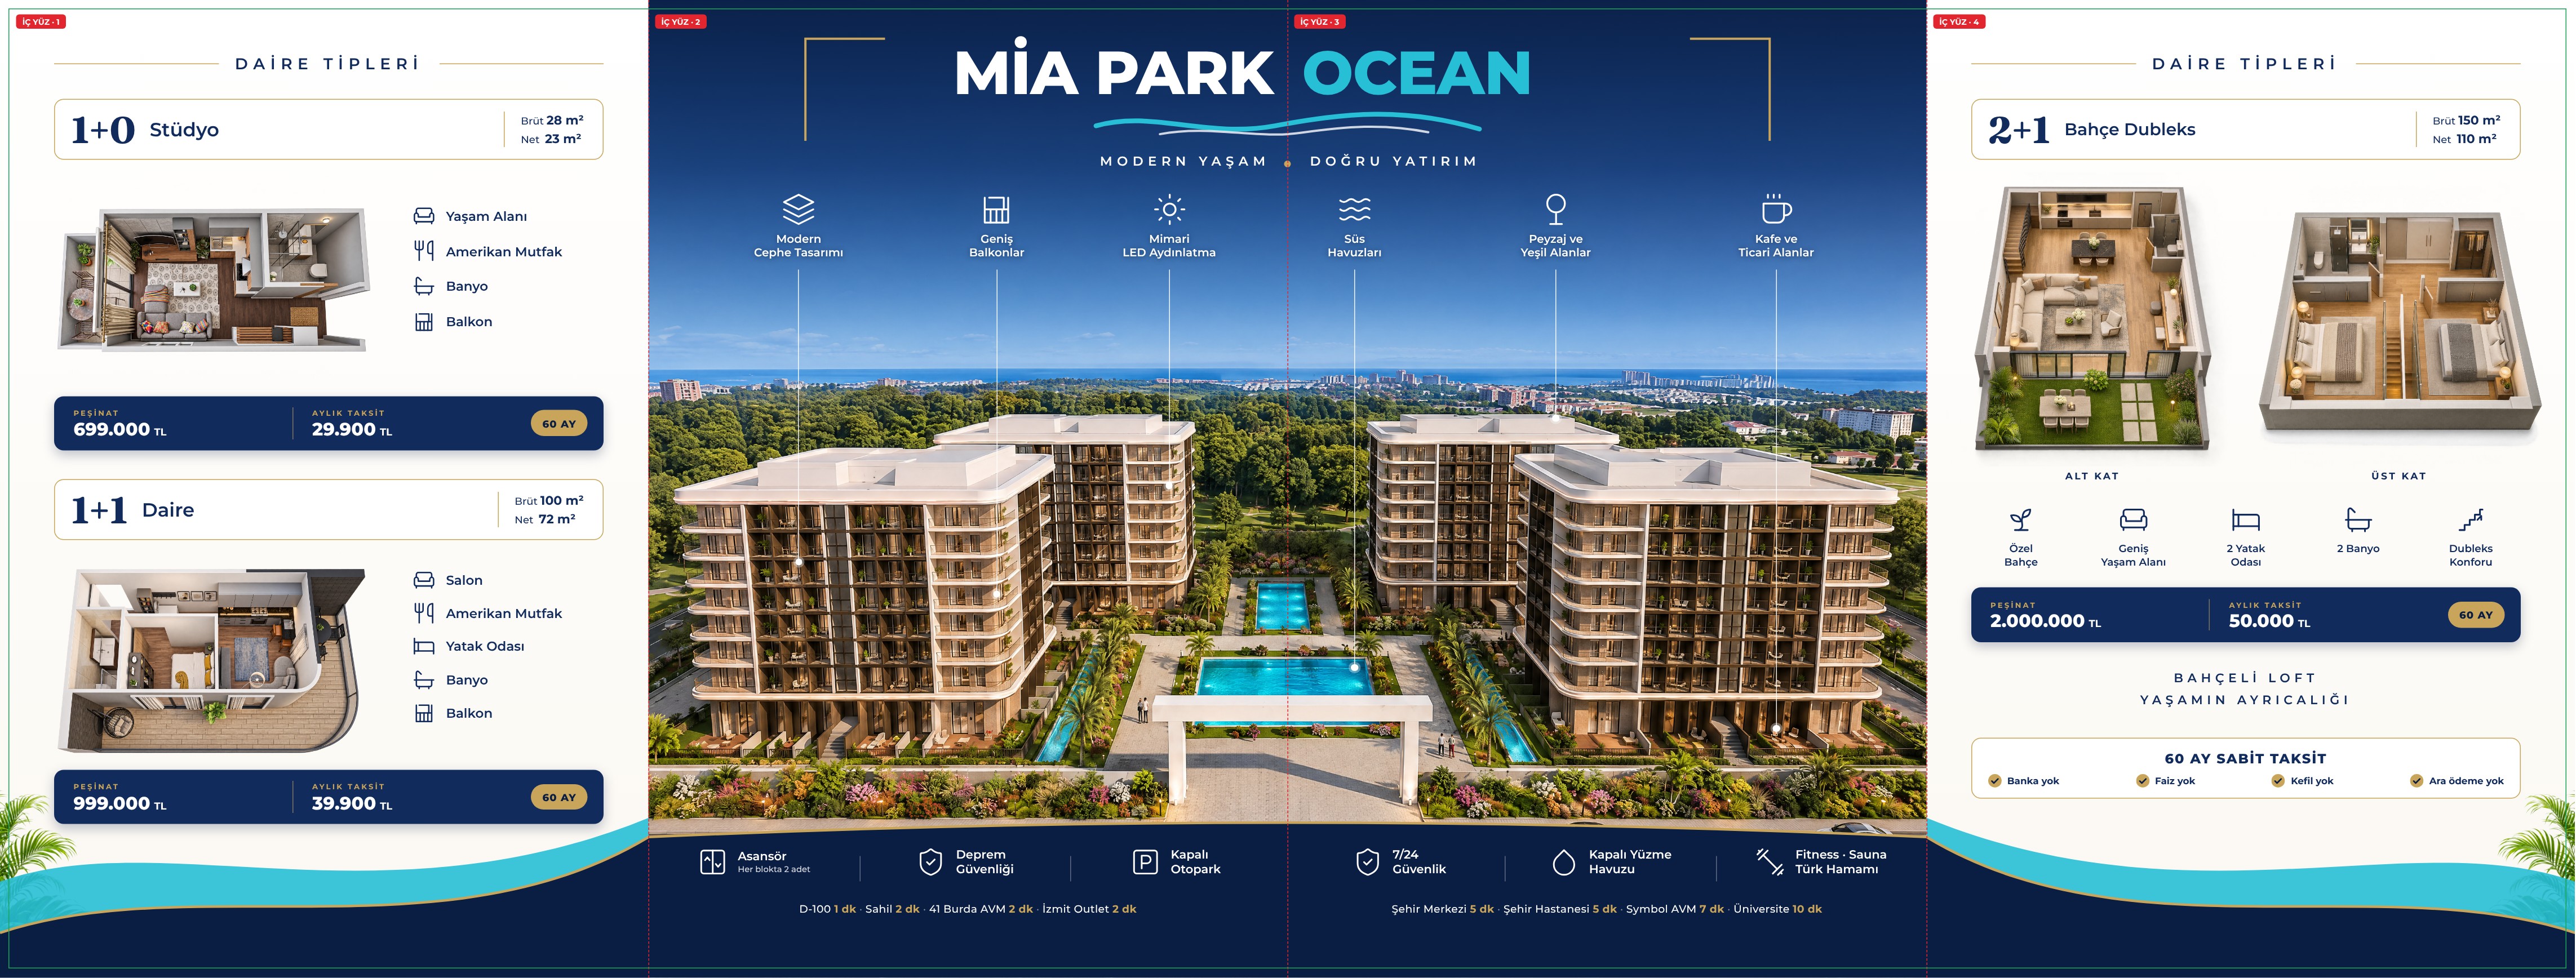 İÇ YÜZ · 1
DAİRE TİPLERİ
1+0 Stüdyo
Brüt 28 m²
Net 23 m²
Yaşam Alanı
Amerikan Mutfak
Banyo
Balkon
PEŞİNAT
699.000 TL
AYLIK TAKSİT
29.900 TL
60 AY
1+1 Daire
Brüt 100 m²
Net 72 m²
Salon
Amerikan Mutfak
Yatak Odası
Banyo
Balkon
PEŞİNAT
999.000 TL
AYLIK TAKSİT
39.900 TL
60 AY
İÇ YÜZ · 2
İÇ YÜZ · 3
MİA PARK OCEAN
MODERN YAŞAM DOĞRU YATIRIM
Modern
Cephe Tasarımı
Geniş
Balkonlar
Mimari
LED Aydınlatma
Süs
Havuzları
Peyzaj ve
Yeşil Alanlar
Kafe ve
Ticari Alanlar
Asansör
Her blokta 2 adet
Deprem
Güvenliği
P
Kapalı
Otopark
7/24
Güvenlik
Kapalı Yüzme
Havuzu
Fitness · Sauna
Türk Hamamı
D-100 1 dk · Sahil 2 dk · 41 Burda AVM 2 dk · İzmit Outlet 2 dk
Şehir Merkezi 5 dk · Şehir Hastanesi 5 dk · Symbol AVM 7 dk · Üniversite 10 dk
İÇ YÜZ · 4
DAİRE TİPLERİ
2+1 Bahçe Dubleks
Brüt 150 m²
Net 110 m²
ALT KAT
ÜST KAT
Özel
Bahçe
Geniş
Yaşam Alanı
2 Yatak
Odası
2 Banyo
Dubleks
Konforu
PEŞİNAT
2.000.000 TL
AYLIK TAKSİT
50.000 TL
60 AY
BAHÇELİ LOFT
YAŞAMIN AYRICALIĞI
60 AY SABİT TAKSİT
Banka yok
Faiz yok
Kefil yok
Ara ödeme yok